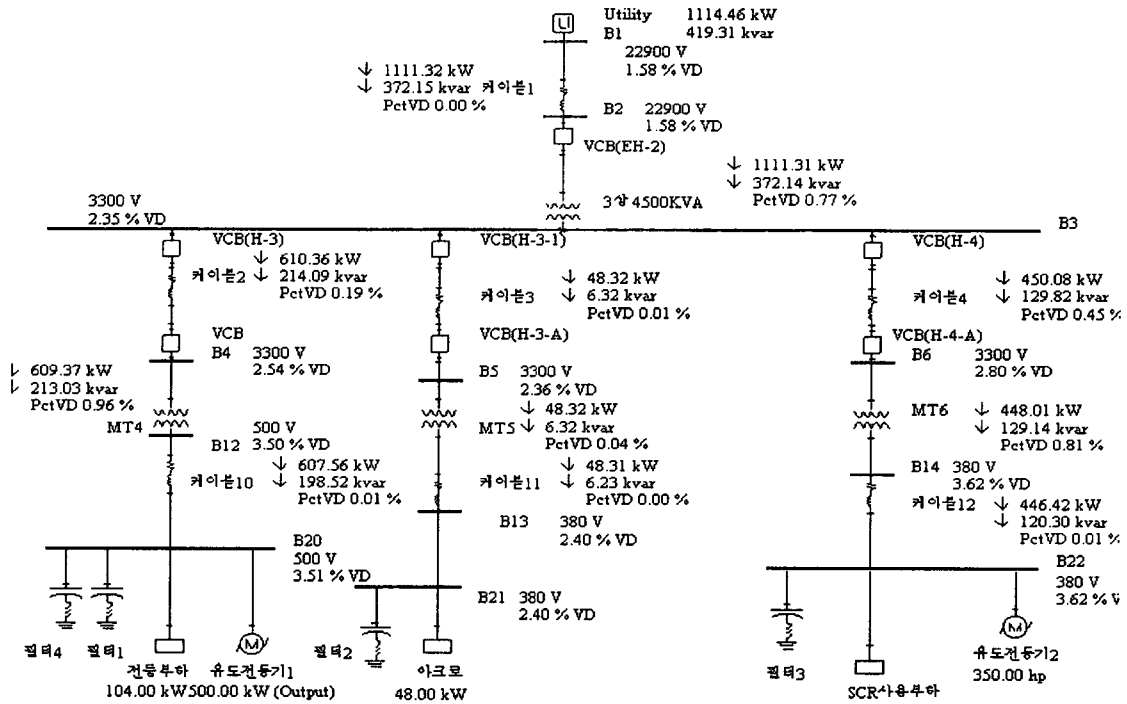 Utility 1114.46 kW
B1 419.31 kvar
22900 V
1.58 % VD
1111.32 kW
372.15 kvar 케이블1
PctVD 0.00 %
B2 22900 V
1.58 % VD
VCB(EH-2)
1111.31 kW
372.14 kvar
PctVD 0.77 %
3상 4500KVA
3300 V
2.35 % VD
B3
VCB(H-3)
610.36 kW
케이블2 214.09 kvar
PctVD 0.19 %
VCB
B4 3300 V
2.54 % VD
609.37 kW
213.03 kvar
PctVD 0.96 %
MT4
B12 500 V
3.50 % VD
607.56 kW
케이블10 198.52 kvar
PctVD 0.01 %
B20
500 V
3.51 % VD
필터4 필터1
전등부하 유도전동기1
104.00 kW 500.00 kW (Output)
VCB(H-3-1)
48.32 kW
케이블3 6.32 kvar
PctVD 0.01 %
VCB(H-3-A)
B5 3300 V
2.36 % VD
48.32 kW
MT5 6.32 kvar
PctVD 0.04 %
48.31 kW
케이블11 6.23 kvar
PctVD 0.00 %
B13 380 V
2.40 % VD
B21 380 V
2.40 % VD
필터2 아크로
48.00 kW
VCB(H-4)
450.08 kW
케이블4 129.82 kvar
PctVD 0.45 %
VCB(H-4-A)
B6 3300 V
2.80 % VD
MT6 448.01 kW
129.14 kvar
PctVD 0.81 %
B14 380 V
3.62 % VD
케이블12 446.42 kW
120.30 kvar
PctVD 0.01 %
B22
380 V
3.62 % V
필터3
SCR사용부하
유도전동기2
350.00 hp